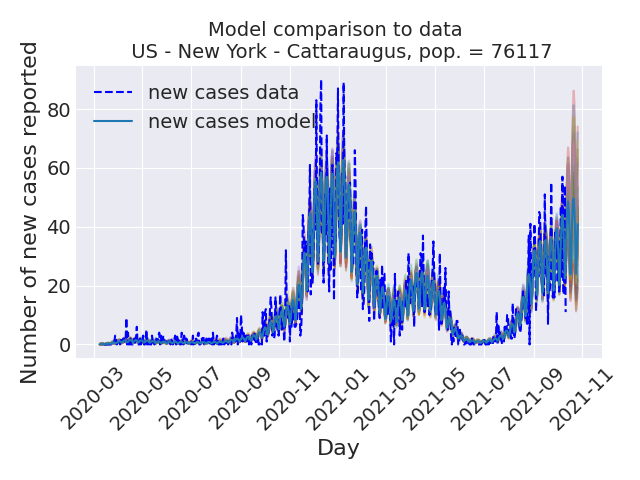 Model comparison to data
US - New York - Cattaraugus, pop. = 76117
Number of new cases reported
80
60
40
20
0
new cases data
new cases model
2020-03
2020-05
2020-07
2020-09
2020-11
2021-01
2021-03
2021-05
2021-07
2021-09
2021-11
Day